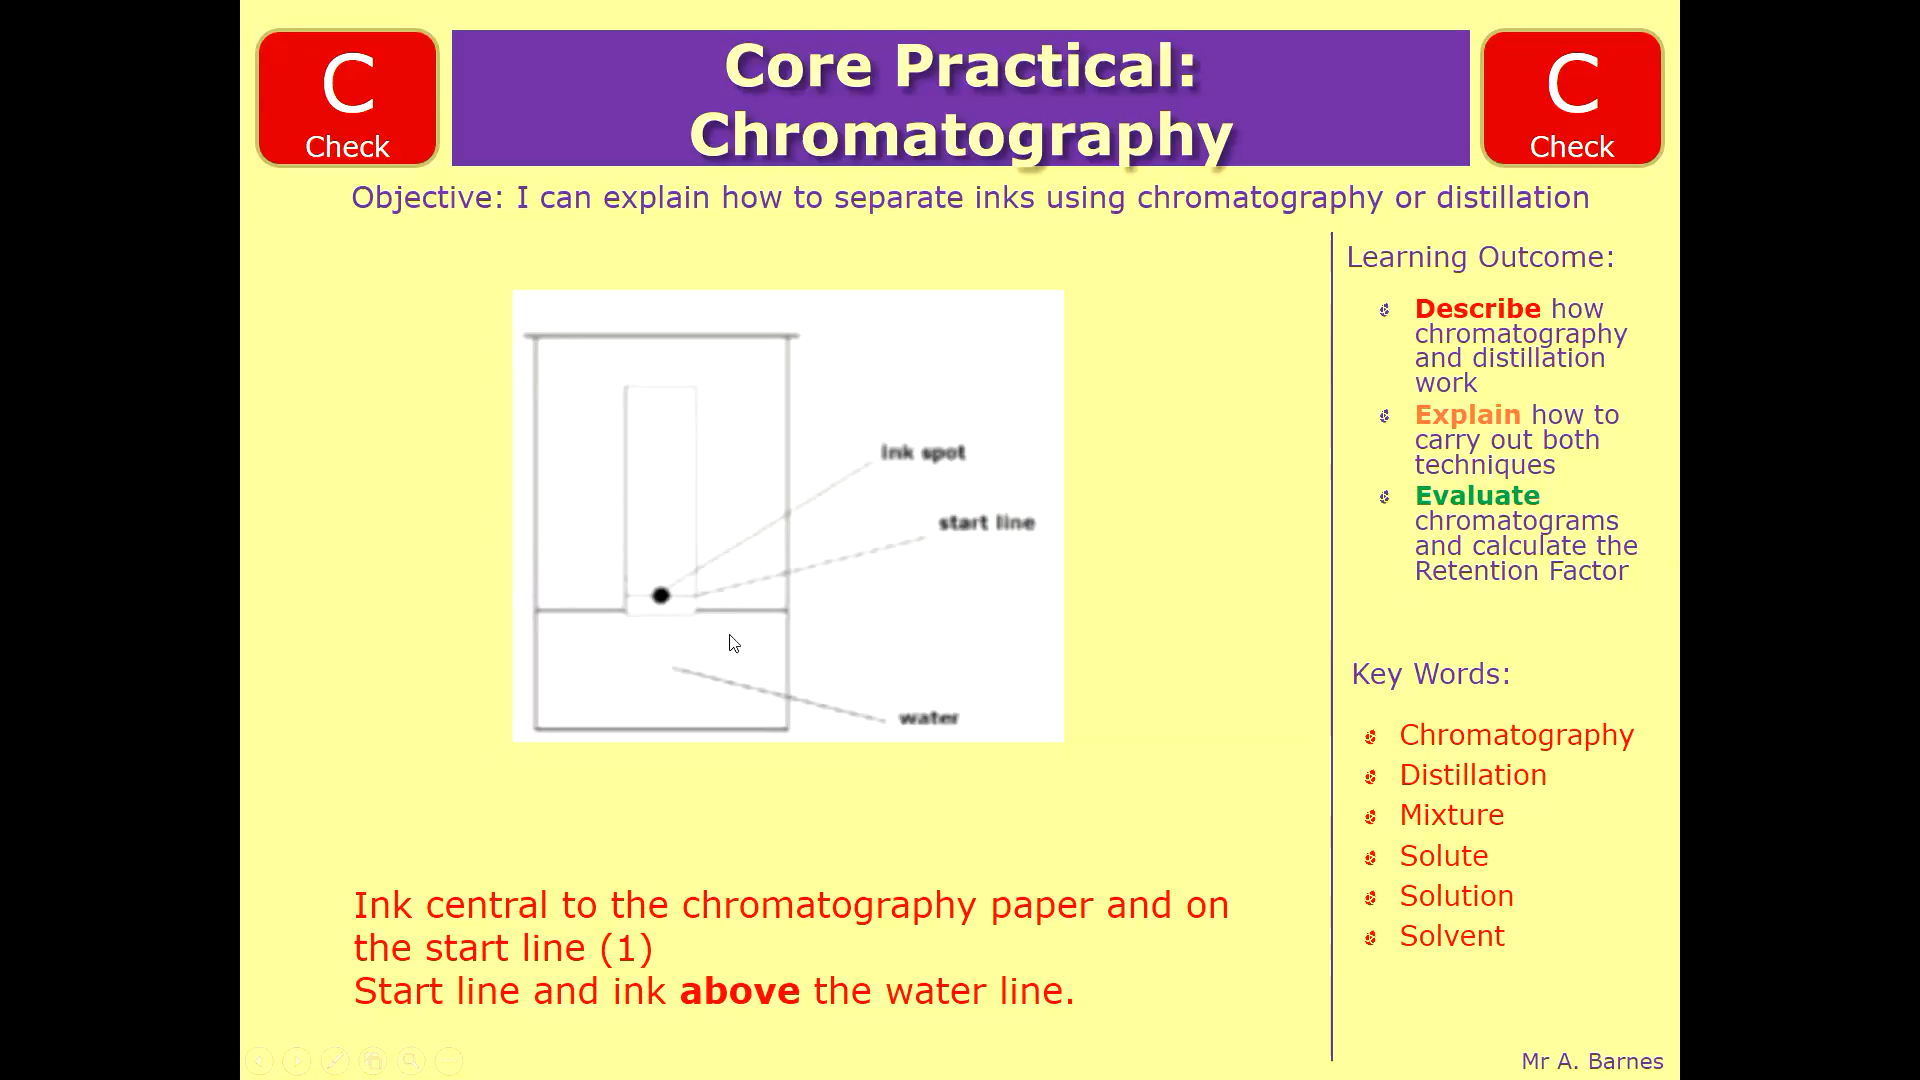 C
Check
Core Practical:
Chromatography
C
Check
Objective: I can explain how to separate inks using chromatography or distillation
ink spot
start line
water
Ink central to the chromatography paper and on
the start line (1)
Start line and ink above the water line.
Learning Outcome:
Describe how
chromatography
and distillation
work
Explain how to
carry out both
techniques
Evaluate
chromatograms
and calculate the
Retention Factor
Key Words:
Chromatography
Distillation
Mixture
Solute
Solution
Solvent
Mr A. Barnes